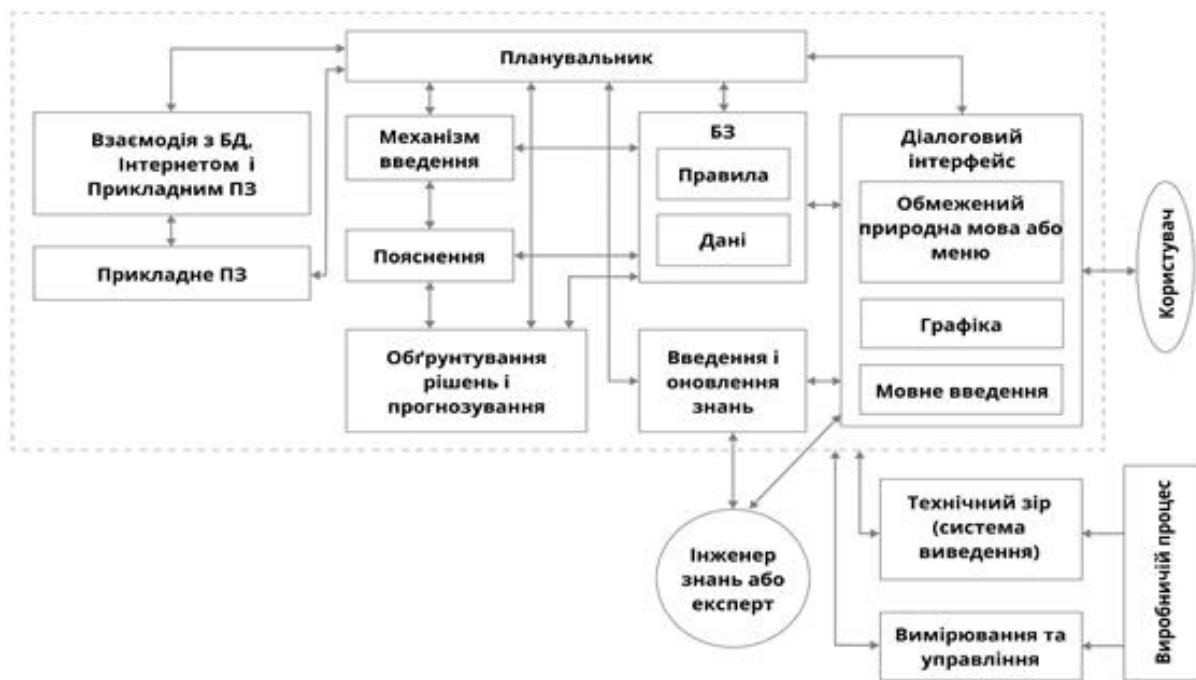 Планувальник
Взаємодія з БД,
Інтернетом і
Прикладним ПЗ
Прикладне ПЗ
Механізм
введення
Пояснення
Обґрунтування
рішень і
прогнозування
БЗ
Правила
Дані
Введення і
оновлення
знань
Діалоговий
інтерфейс
Обмежений
природна мова або
меню
Графіка
Мовне введення
Користувач
Інженер
знань або
експерт
Технічний зір
(система
виведення)
Вимірювання та
управління
Виробничій процес